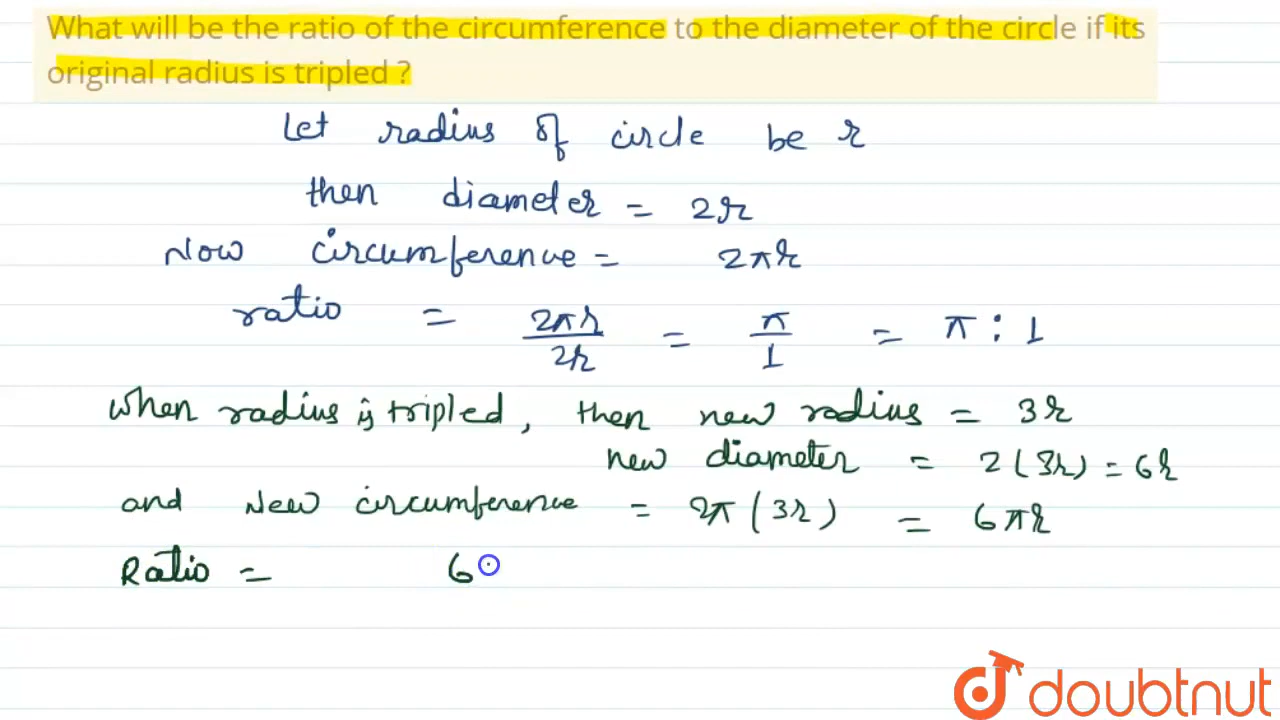 What will be the ratio of the circumference to the diameter of the circle if its
original radius is tripled ?
Let radius of circle be r
then diameter = 2r
Now circumference = 2πr
ratio = 2πr/2r = π/1 = π : 1
When radius is tripled, then new radius = 3r
new diameter = 2(3r) = 6r
and New circumference = 2π(3r) = 6πr
Ratio = 6
doubtnut